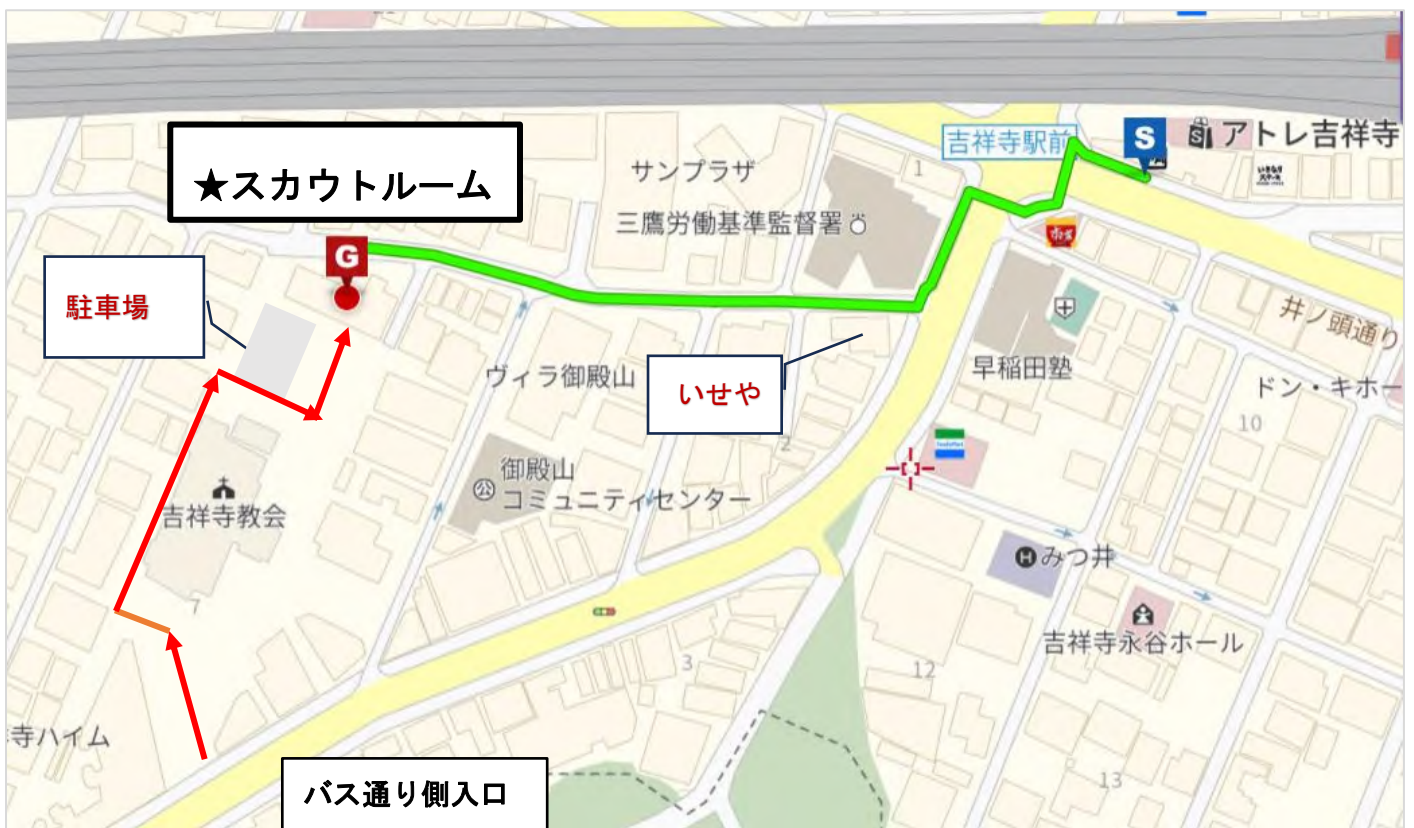 吉祥寺駅前
S
アトレ吉祥寺
1
サンプラザ
★スカウトルーム
三鷹労働基準監督署
すき家
G
駐車場
井ノ頭通り
ヴィラ御殿山
いせや
早稲田塾
ドン・キホー
10
2
御殿山
コミュニティセンター
公
FamilyMart
吉祥寺教会
H
みつ井
7
吉祥寺永谷ホール
3
12
寺ハイム
バス通り側入口
13